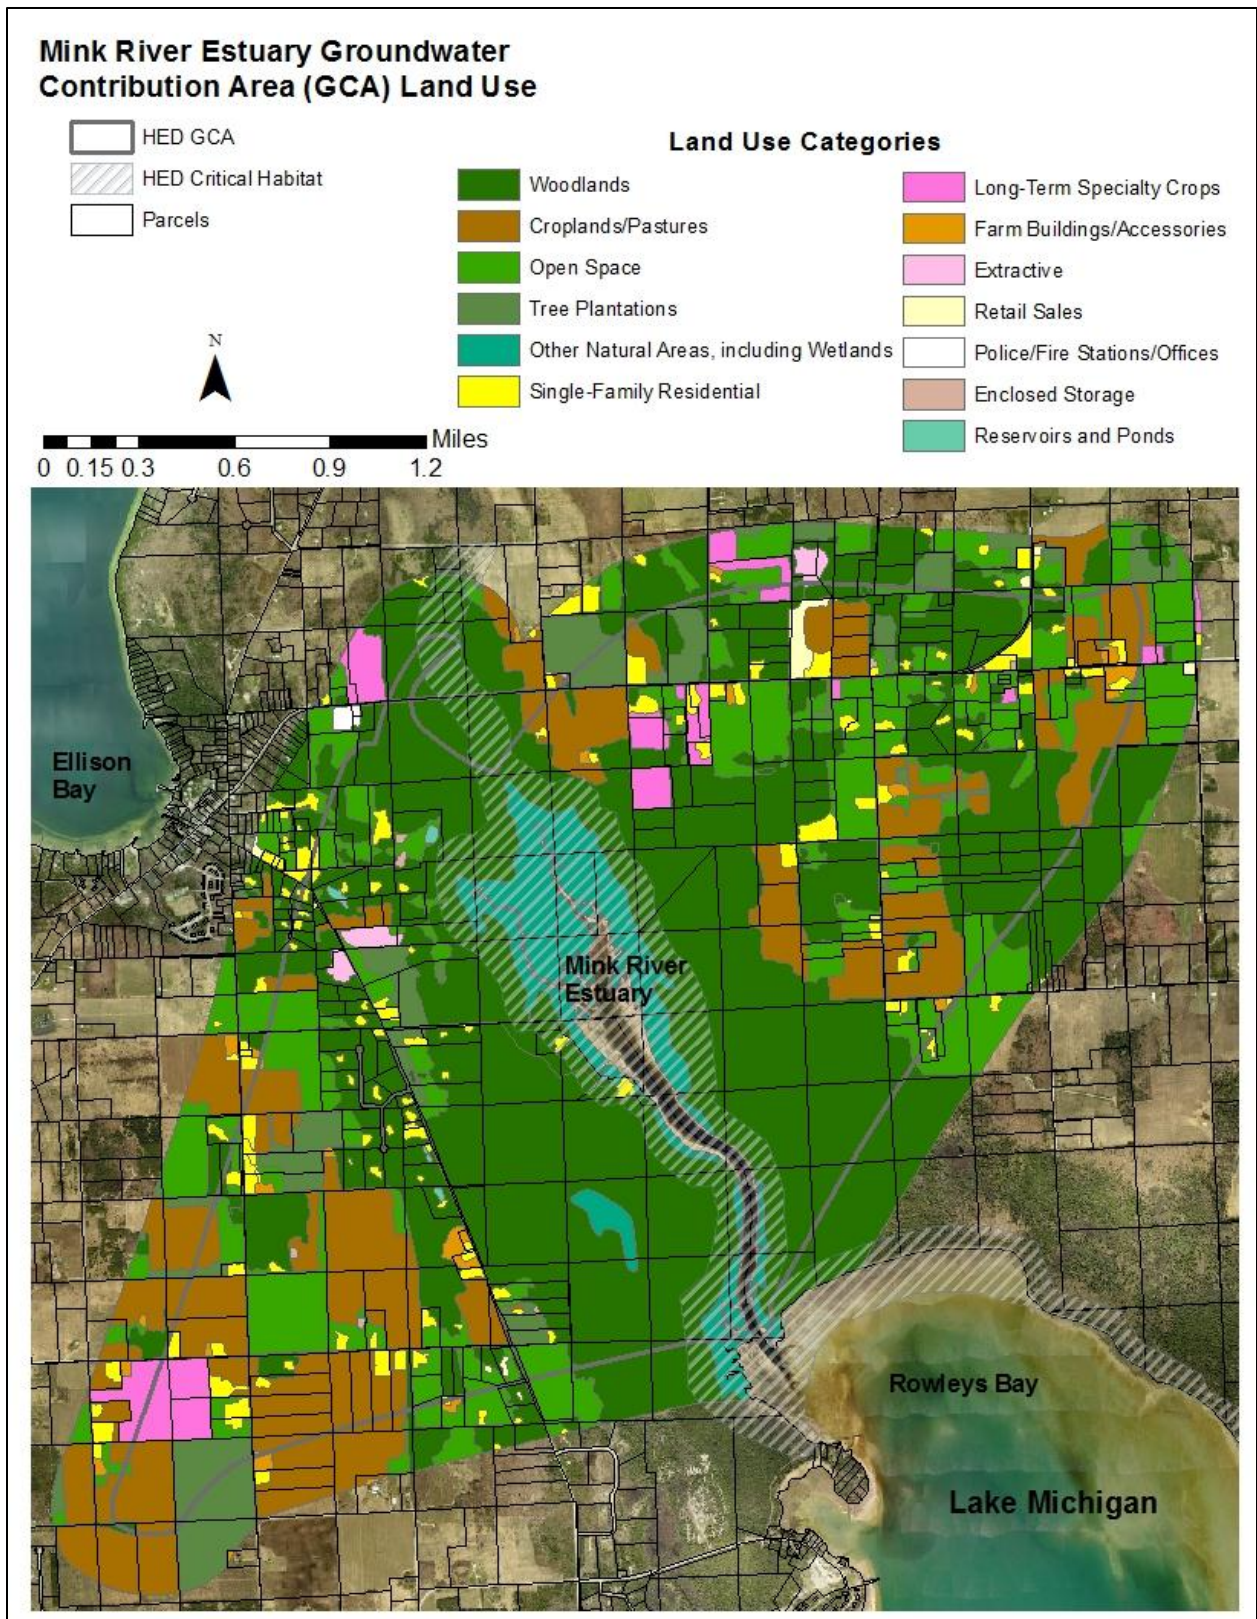 Mink River Estuary Groundwater
Contribution Area (GCA) Land Use
HED GCA
HED Critical Habitat
Parcels
Land Use Categories
Woodlands
Croplands/Pastures
Open Space
Tree Plantations
Other Natural Areas, including Wetlands
Single-Family Residential
Long-Term Specialty Crops
Farm Buildings/Accessories
Extractive
Retail Sales
Police/Fire Stations/Offices
Enclosed Storage
Reservoirs and Ponds
N
Miles
0 0.15 0.3 0.6 0.9 1.2
Ellison
Bay
Mink River
Estuary
Rowleys Bay
Lake Michigan